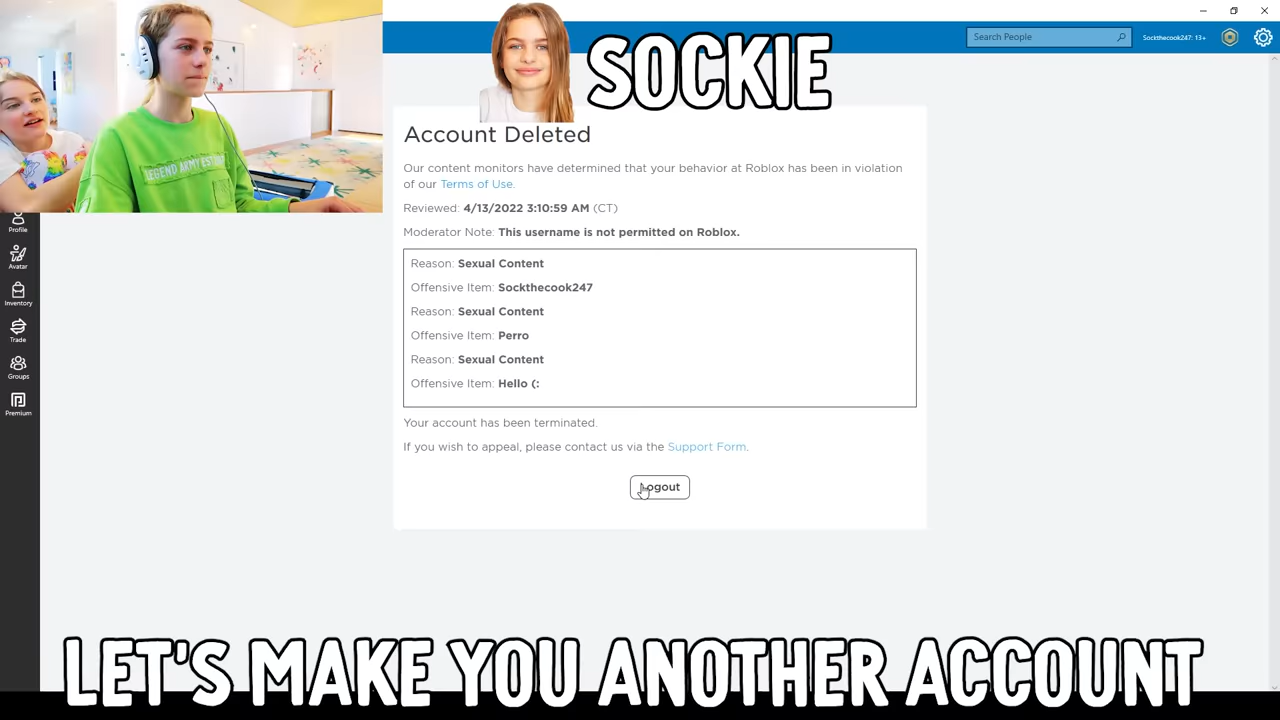 SOCKIE
Search People
Sockthecook247: 13+
LEGEND ARMY
Account Deleted
Our content monitors have determined that your behavior at Roblox has been in violation
of our Terms of Use.
Reviewed: 4/13/2022 3:10:59 AM (CT)
Moderator Note: This username is not permitted on Roblox.
Profile
Avatar
Inventory
Trade
Groups
Premium
Reason: Sexual Content
Offensive Item: Sockthecook247
Reason: Sexual Content
Offensive Item: Perro
Reason: Sexual Content
Offensive Item: Hello (:
Your account has been terminated.
If you wish to appeal, please contact us via the Support Form.
Logout
LET'S MAKE YOU ANOTHER ACCOUNT